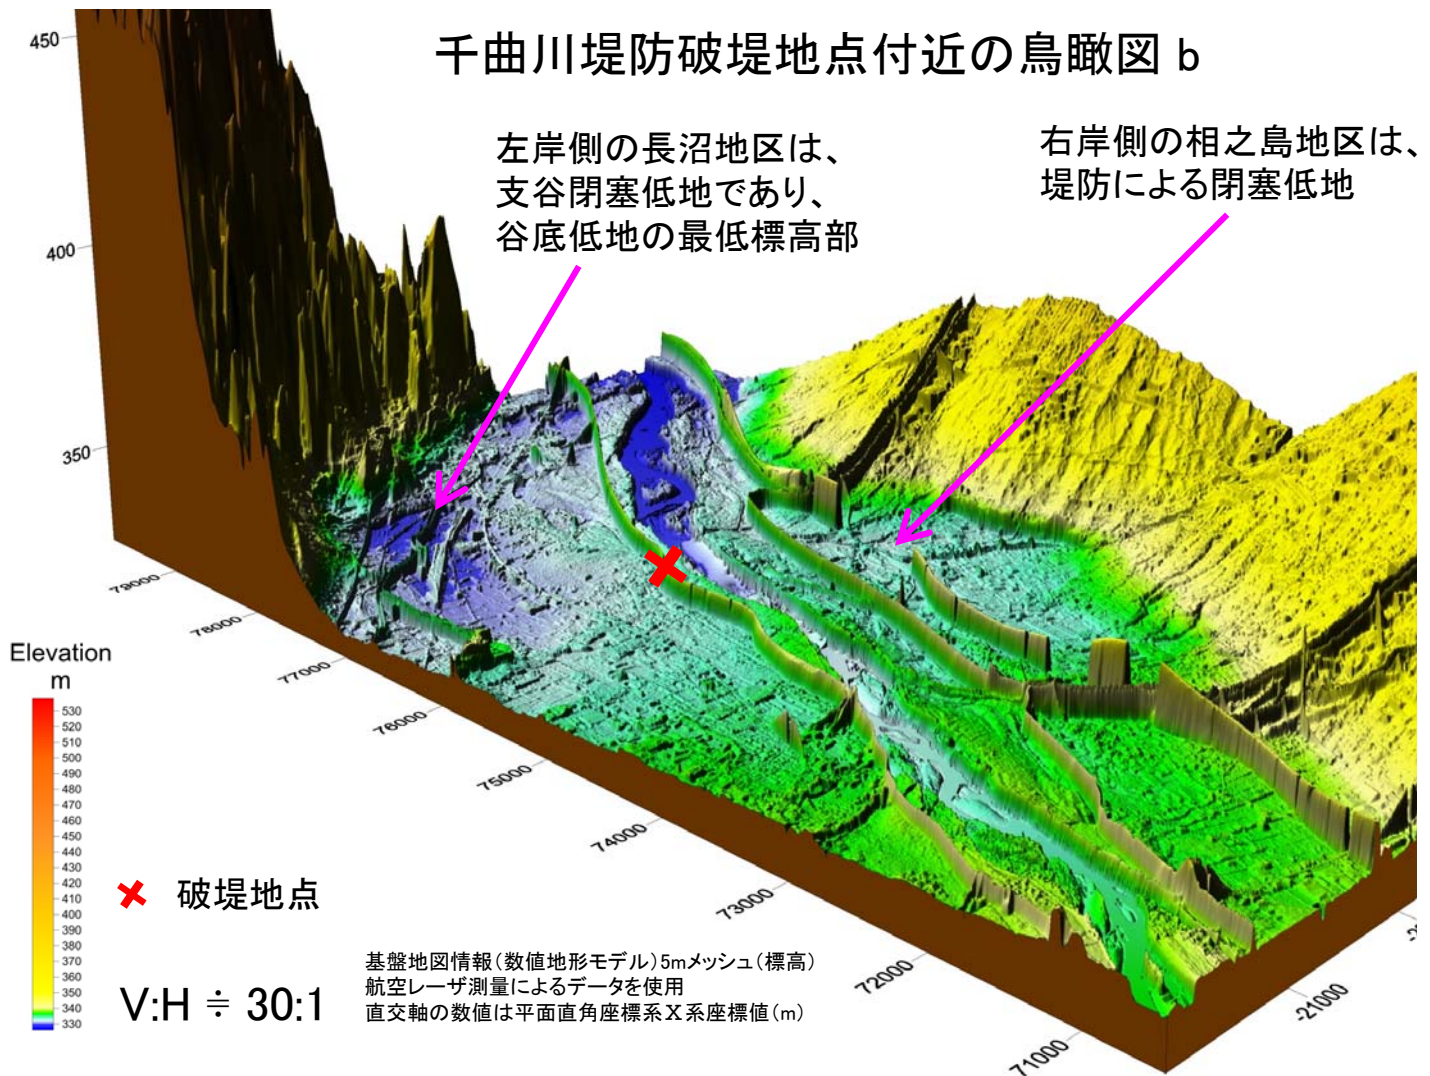 千曲川堤防破堤地点付近の鳥瞰図 b
左岸側の長沼地区は、
支谷閉塞低地であり、
谷底低地の最低標高部
右岸側の相之島地区は、
堤防による閉塞低地
450
400
350
79000
78000
77000
76000
75000
74000
73000
72000
71000
-21000
Elevation
m
530
520
510
500
490
480
470
460
450
440
430
420
410
400
390
380
370
360
350
340
330
破堤地点
V:H ≒ 30:1
基盤地図情報(数値地形モデル)5mメッシュ(標高)
航空レーザ測量によるデータを使用
直交軸の数値は平面直角座標系X系座標値(m)